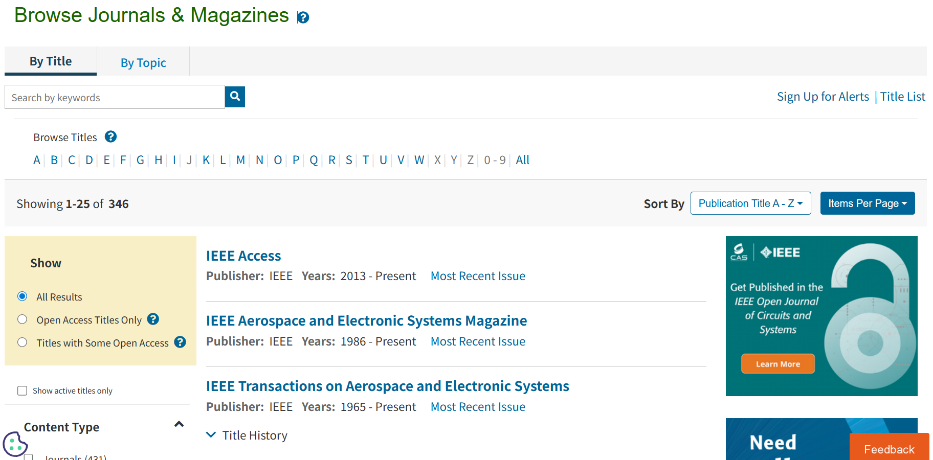 Browse Journals & Magazines ?
By Title By Topic
Search by keywords
Sign Up for Alerts | Title List
Browse Titles ?
A | B | C | D | E | F | G | H | I | J | K | L | M | N | O | P | Q | R | S | T | U | V | W | X | Y | Z | 0-9 | All
Showing 1-25 of 346
Sort By Publication Title A - Z Items Per Page
Show
All Results
Open Access Titles Only ?
Titles with Some Open Access ?
Show active titles only
Content Type
Journals (431)
IEEE Access
Publisher: IEEE Years: 2013 - Present Most Recent Issue
IEEE Aerospace and Electronic Systems Magazine
Publisher: IEEE Years: 1986 - Present Most Recent Issue
IEEE Transactions on Aerospace and Electronic Systems
Publisher: IEEE Years: 1965 - Present Most Recent Issue
Title History
CAS IEEE
Get Published in the
IEEE Open Journal
of Circuits and
Systems
Learn More
Need
Feedback